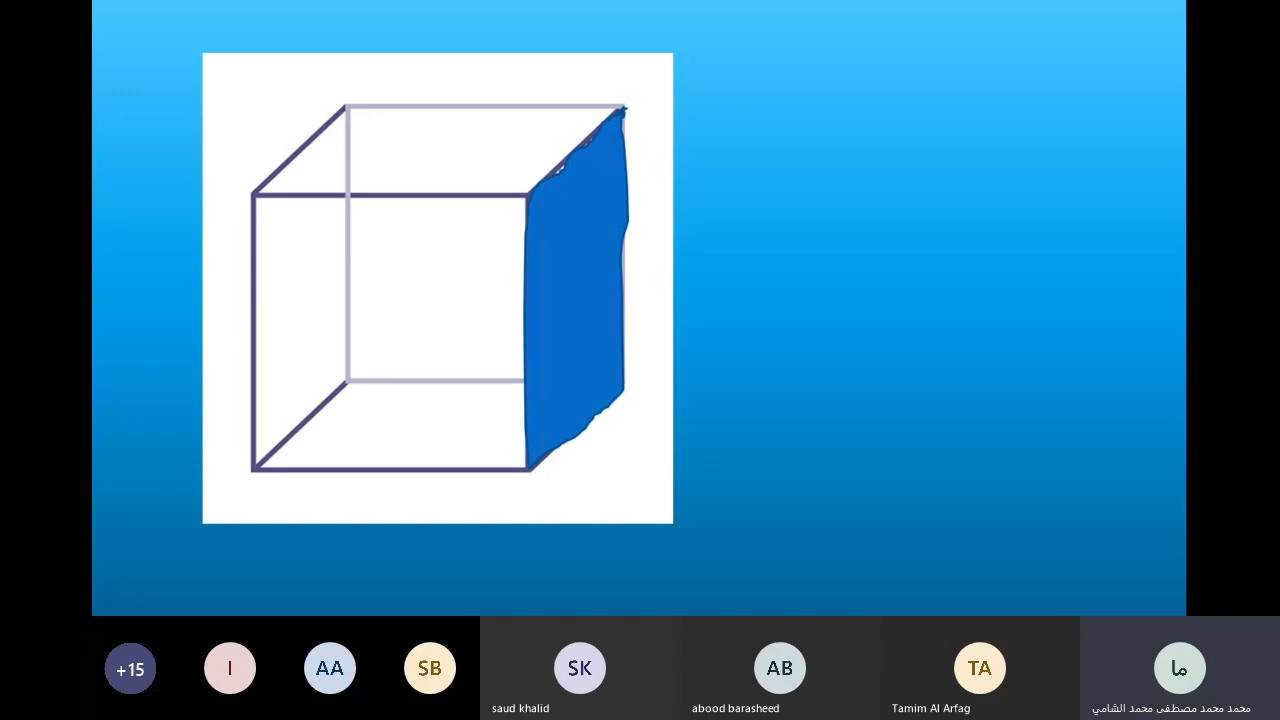 +15
I
AA
SB
SK
saud khalid
AB
abood barasheed
TA
Tamim Al Arfag
ما
محمد محمد مصطفى محمد الشامي